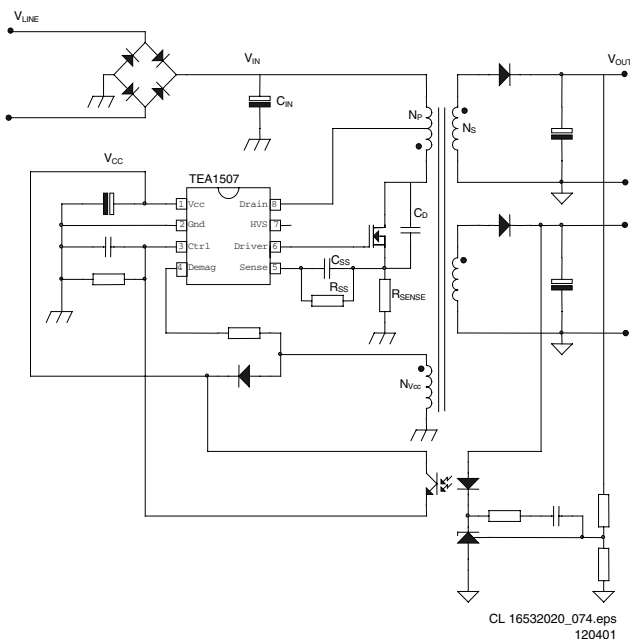 VLINE
VIN
VOUT
CIN
NP
NS
VCC
TEA1507
1 Vcc Drain 8
2 Gnd HVS 7
3 Ctrl Driver 6
4 Demag Sense 5
CD
CSS
RSS
RSENSE
NVcc
CL 16532020_074.eps
120401